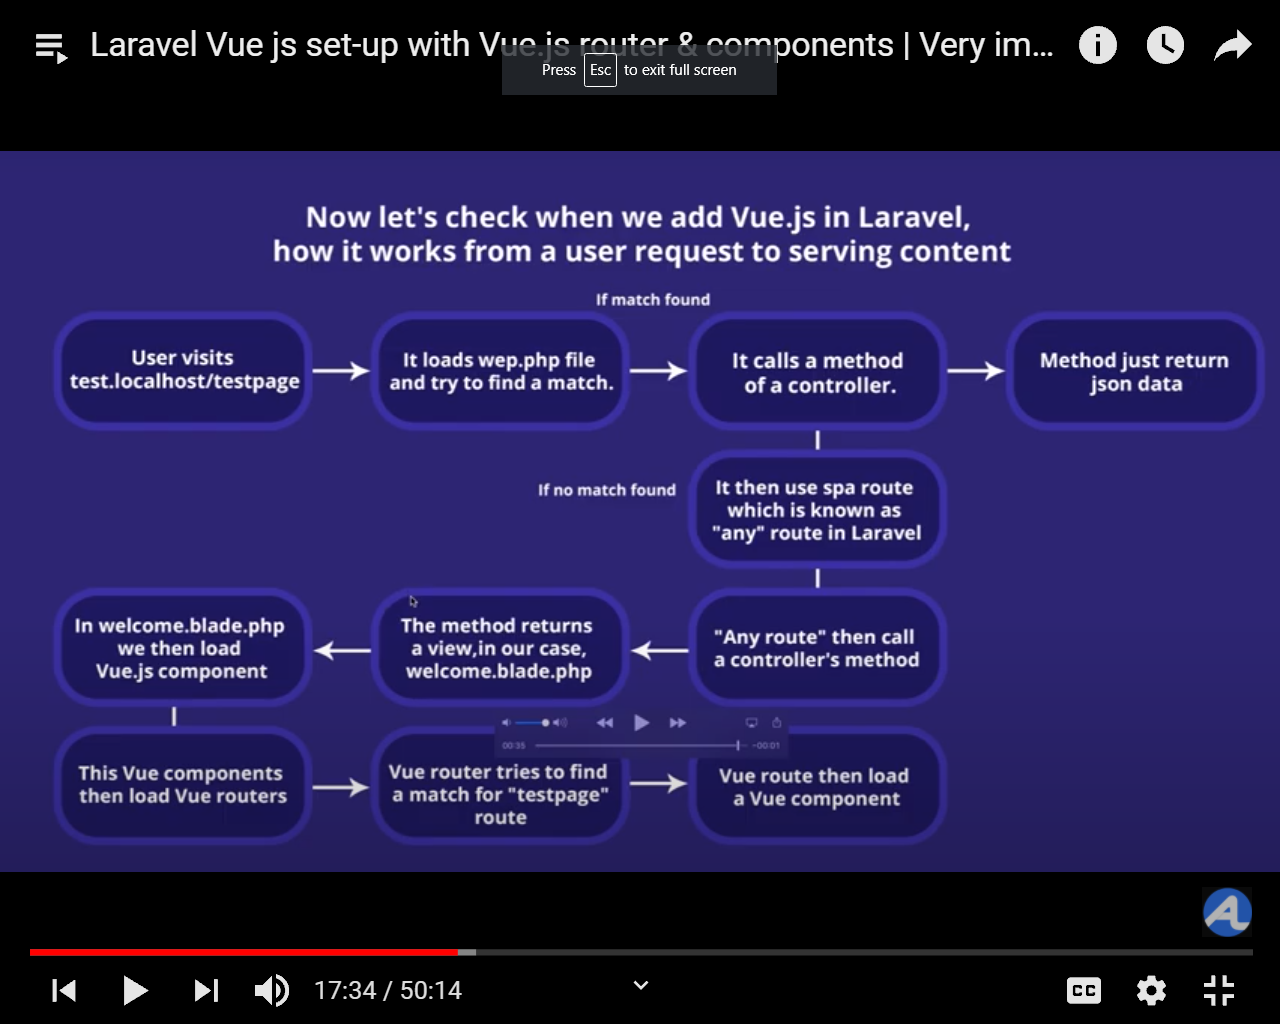 Laravel Vue js set-up with Vue.js router & components | Very im...
Press Esc to exit full screen
Now let's check when we add Vue.js in Laravel,
how it works from a user request to serving content
If match found
User visits
test.localhost/testpage
It loads wep.php file
and try to find a match.
It calls a method
of a controller.
Method just return
json data
If no match found
It then use spa route
which is known as
"any" route in Laravel
In welcome.blade.php
we then load
Vue.js component
The method returns
a view,in our case,
welcome.blade.php
"Any route" then call
a controller's method
00:35
-00:01
This Vue components
then load Vue routers
Vue router tries to find
a match for "testpage"
route
Vue route then load
a Vue component
17:34 / 50:14
CC